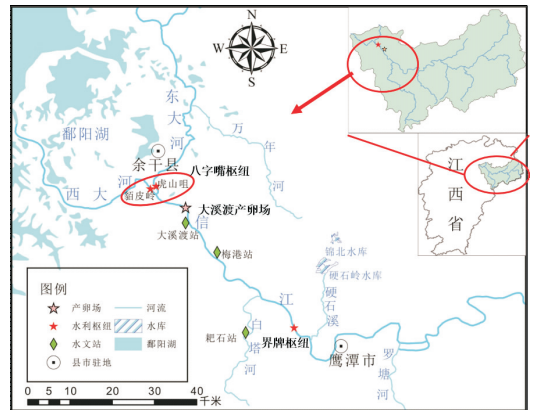 N
W E
S
东大河
万年河
鄱阳湖
余干县
西大河
八字嘴枢纽
虎山咀
貊皮岭
大溪渡产卵场
大溪渡站
信江
梅港站
锦北水库
硬石岭水库
硬石溪
界牌枢纽
耙石站
白塔河
鹰潭市
罗塘河
江西省
图例
产卵场 河流
水利枢纽 水库
水文站 鄱阳湖
县市驻地
0 5 10 20 30 40
千米